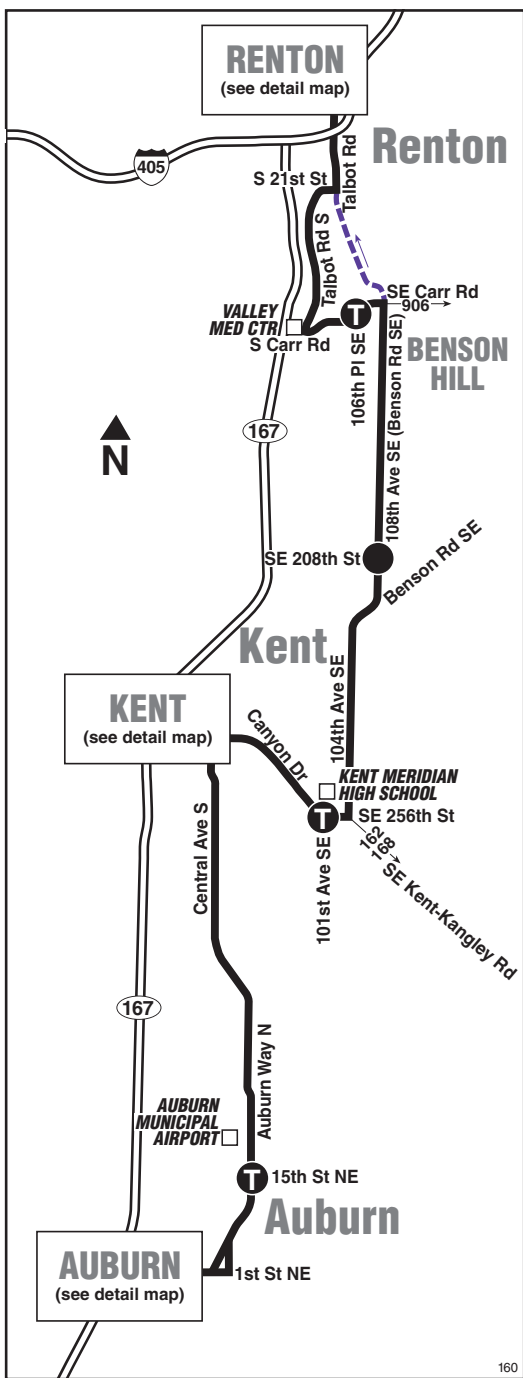 RENTON
(see detail map)
Renton
405
S 21st St
Talbot Rd
Talbot Rd S
SE Carr Rd
906
VALLEY
MED CTR
S Carr Rd
T
106th Pl SE
BENSON
HILL
108th Ave SE (Benson Rd SE)
167
N
SE 208th St
Benson Rd SE
Kent
KENT
(see detail map)
104th Ave SE
Canyon Dr
KENT MERIDIAN
HIGH SCHOOL
T
SE 256th St
101st Ave SE
162
168
SE Kent-Kangley Rd
Central Ave S
167
Auburn Way N
AUBURN
MUNICIPAL
AIRPORT
T
15th St NE
Auburn
AUBURN
(see detail map)
1st St NE
160